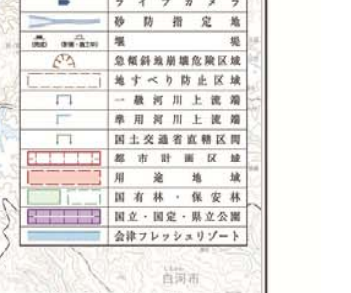 ライブカメラ
砂防指定地
堰堤
急傾斜地崩壊危険区域
地すべり防止区域
一級河川上流端
準用河川上流端
国土交通省直轄区間
都市計画区域
用途地域
国有林・保安林
国立・国定・県立公園
会津フレッシュリゾート
白河市